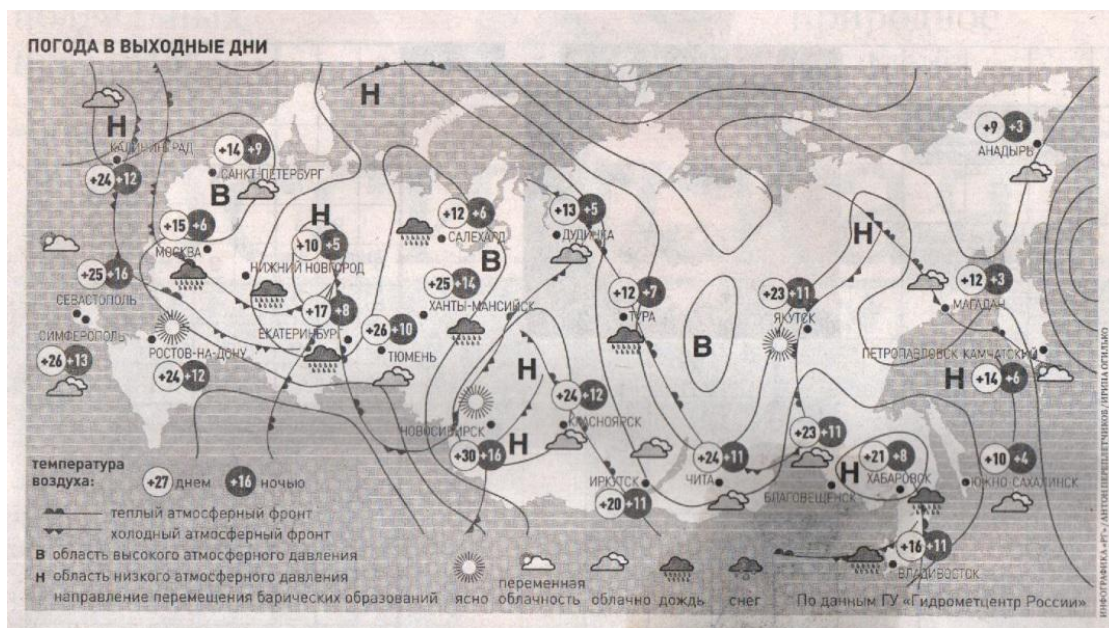 ПОГОДА В ВЫХОДНЫЕ ДНИ
Н
Н
КАЛИНИНГРАД
+24 +12
+14 +9
САНКТ-ПЕТЕРБУРГ
В
+9 +3
АНАДЫРЬ
+15 +6
МОСКВА
Н
+10 +5
НИЖНИЙ НОВГОРОД
+12 +6
САЛЕХАРД
В
+13 +5
ДУДИНКА
Н
+25 +16
СЕВАСТОПОЛЬ
СИМФЕРОПОЛЬ
+26 +13
РОСТОВ-НА-ДОНУ
+24 +12
+17 +8
ЕКАТЕРИНБУРГ
+26 +10
ТЮМЕНЬ
+25 +14
ХАНТЫ-МАНСИЙСК
+12 +7
ТУРА
В
+23 +11
ЯКУТСК
+12 +3
МАГАДАН
ПЕТРОПАВЛОВСК-КАМЧАТСКИЙ
Н
+14 +6
Н
+24 +12
КРАСНОЯРСК
НОВОСИБИРСК
Н
+30 +16
ИРКУТСК
+20 +11
+24 +11
ЧИТА
+23 +11
БЛАГОВЕЩЕНСК
Н
+21 +8
ХАБАРОВСК
+10 +4
ЮЖНО-САХАЛИНСК
+16 +11
ВЛАДИВОСТОК
температура
воздуха:
+27 днем
+16 ночью
теплый атмосферный фронт
холодный атмосферный фронт
В область высокого атмосферного давления
Н область низкого атмосферного давления
направление перемещения барических образований
ясно
переменная
облачность
облачно
дождь
снег
По данным ГУ «Гидрометцентр России»
ИНФОГРАФИКА «РГ» / АНТОН ПЕРЕПЛЕТЧИКОВ / ИРИНА ОГИЛЬКО